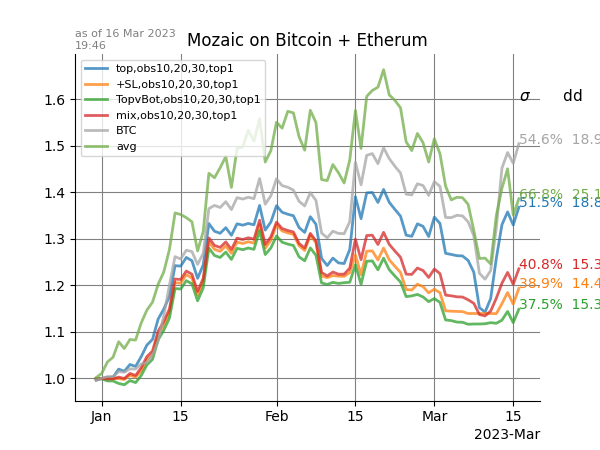 as of 16 Mar 2023
19:46
Mozaic on Bitcoin + Etherum
top,obs10,20,30,top1
+SL,obs10,20,30,top1
TopvBot,obs10,20,30,top1
mix,obs10,20,30,top1
BTC
avg
σ dd
54.6% 18.9
66.8% 25.1
51.5% 18.8
40.8% 15.3
38.9% 14.4
37.5% 15.3
1.6
1.5
1.4
1.3
1.2
1.1
1.0
Jan 15 Feb 15 Mar 15
2023-Mar